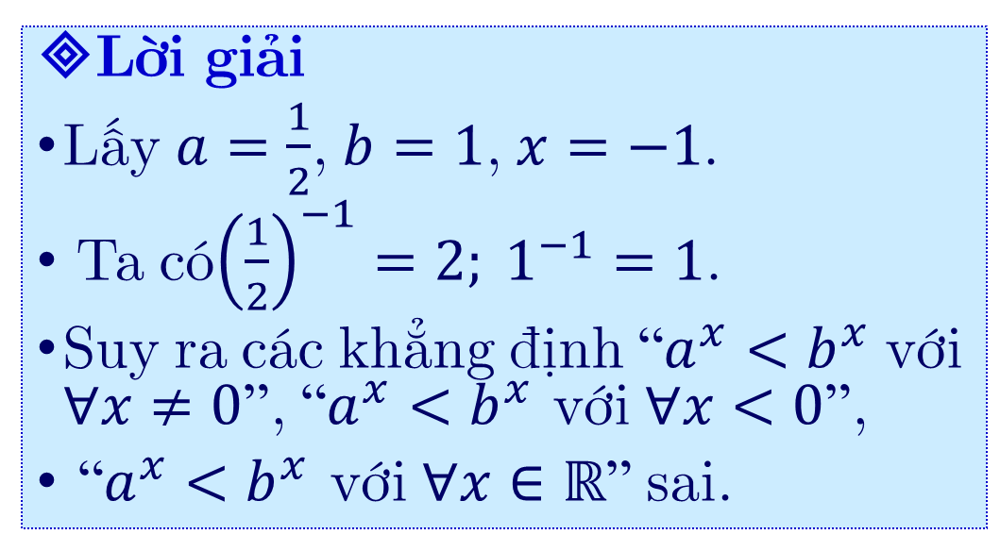 ❖Lời giải
•Lấy $a = \frac{1}{2}$, $b = 1$, $x = -1$.
• Ta có $\left(\frac{1}{2}\right)^{-1} = 2$; $1^{-1} = 1$.
•Suy ra các khẳng định “$a^x < b^x$ với
$\forall x \neq 0$”, “$a^x < b^x$ với $\forall x < 0$”,
• “$a^x < b^x$ với $\forall x \in \mathbb{R}$” sai.